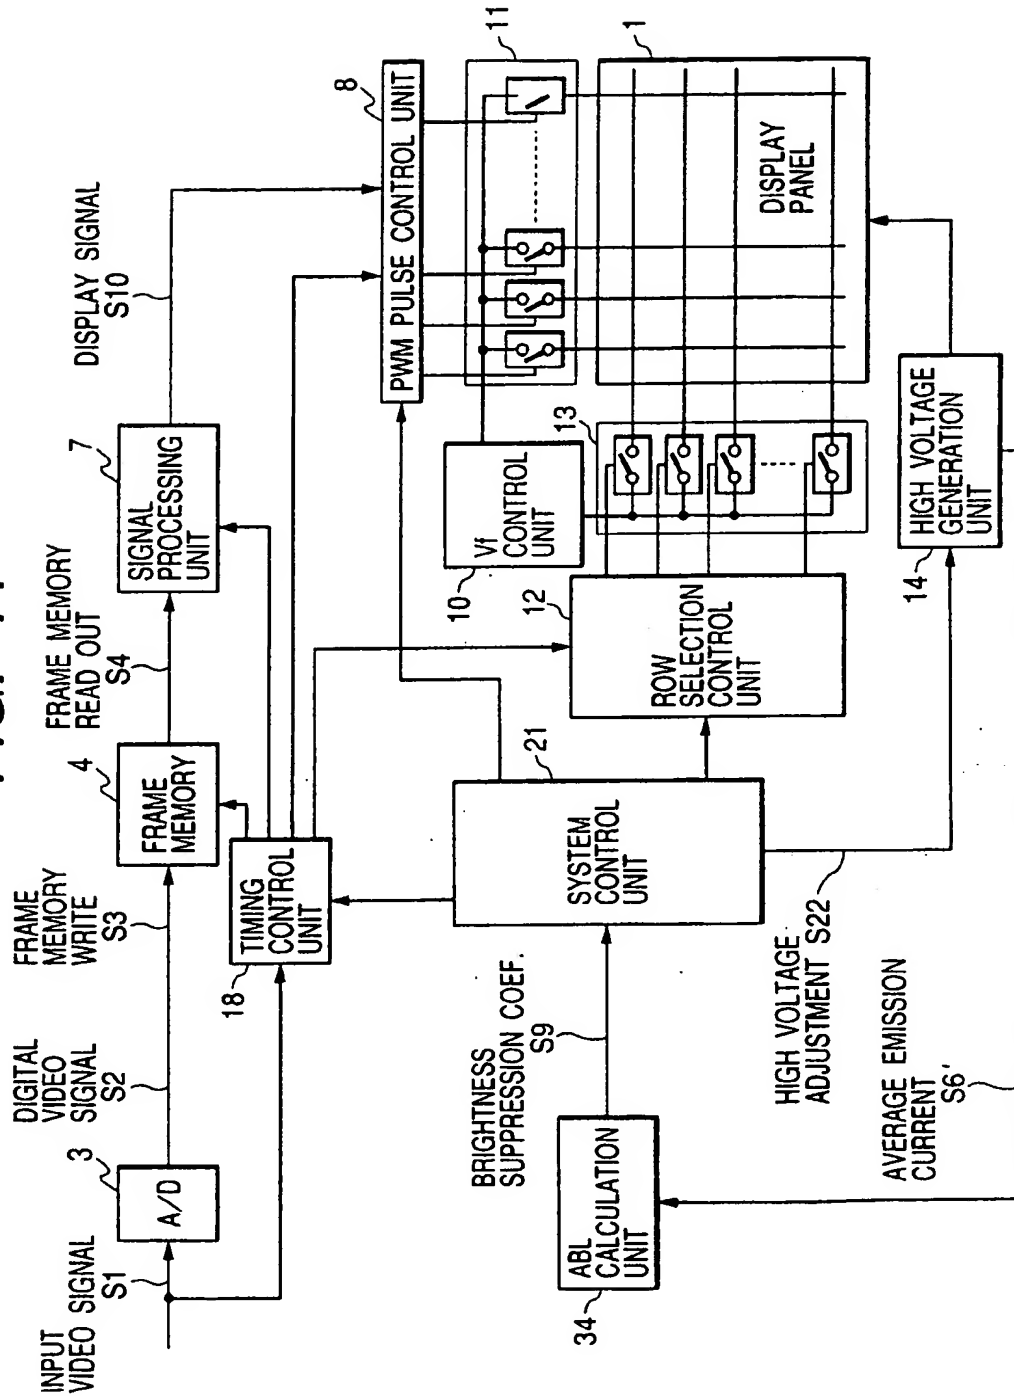 INPUT
VIDEO SIGNAL
S1
3
A/D
DIGITAL
VIDEO
SIGNAL
S2
FRAME
MEMORY
WRITE
S3
4
FRAME
MEMORY
FRAME MEMORY
READ OUT
S4
7
SIGNAL
PROCESSING
UNIT
DISPLAY SIGNAL
S10
18
TIMING
CONTROL
UNIT
8
PWM PULSE CONTROL UNIT
11
10
Vf
CONTROL
UNIT
13
1
DISPLAY
PANEL
12
ROW
SELECTION
CONTROL
UNIT
21
SYSTEM
CONTROL
UNIT
BRIGHTNESS
SUPPRESSION COEF.
S9
34
ABL
CALCULATION
UNIT
HIGH VOLTAGE
ADJUSTMENT S22
14
HIGH VOLTAGE
GENERATION
UNIT
AVERAGE EMISSION
CURRENT
S6'